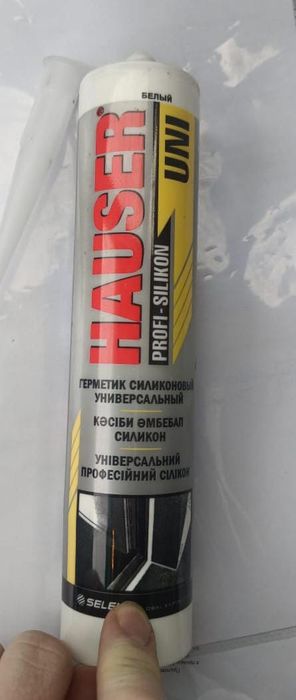 БЕЛЫЙ
HAUSER®
UNI
PROFI-SILIKON
ГЕРМЕТИК СИЛИКОНОВЫЙ
УНИВЕРСАЛЬНЫЙ
КӘСІБИ ӘМБЕБАП
СИЛИКОН
УНІВЕРСАЛЬНИЙ
ПРОФЕСІЙНИЙ СІЛІКОН